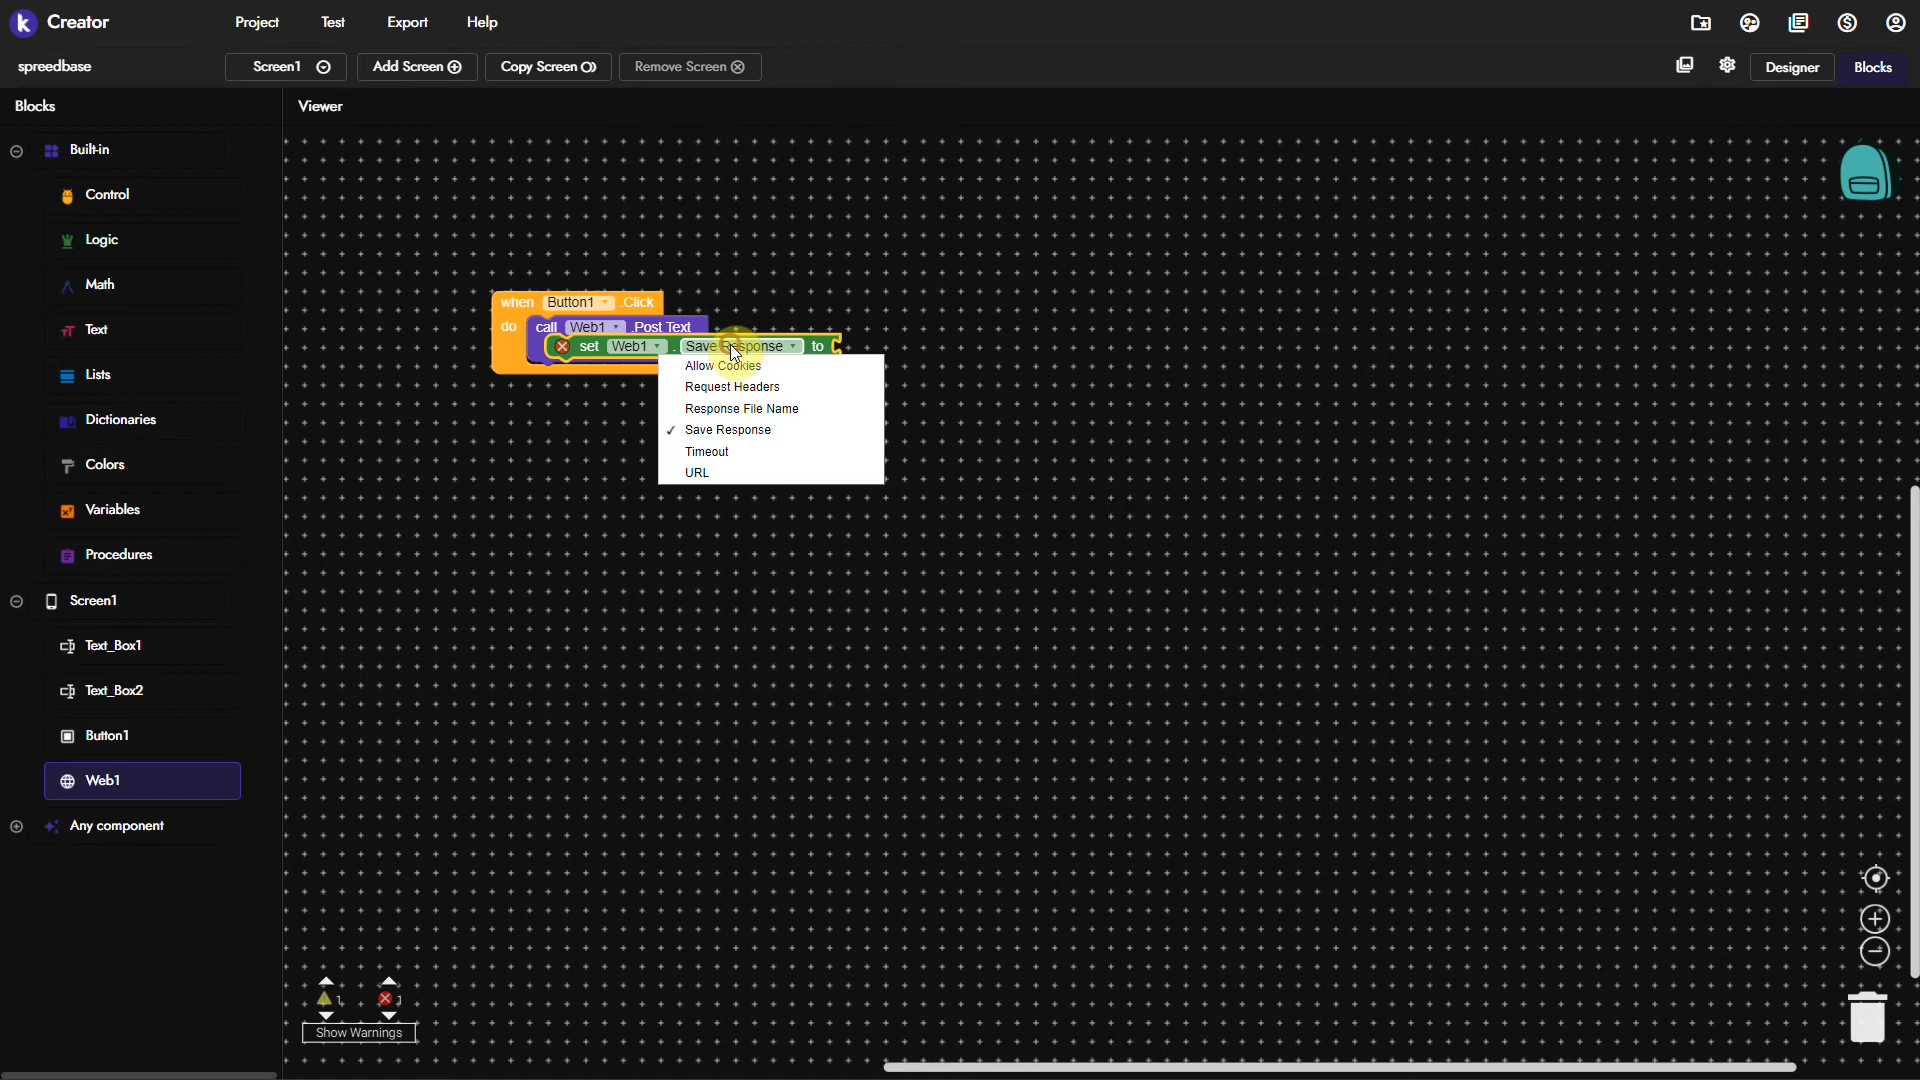 Creator
Project
Test
Export
Help
spreedbase
Screen1
Add Screen
Copy Screen
Remove Screen
Designer
Blocks
Blocks
Viewer
Built-in
Control
Logic
Math
Text
Lists
Dictionaries
Colors
Variables
Procedures
Screen1
Text_Box1
Text_Box2
Button1
Web1
Any component
when Button1 .Click
do call Web1 .Post Text
set Web1 . Save Response to
Allow Cookies
Request Headers
Response File Name
✓ Save Response
Timeout
URL
1 1
Show Warnings